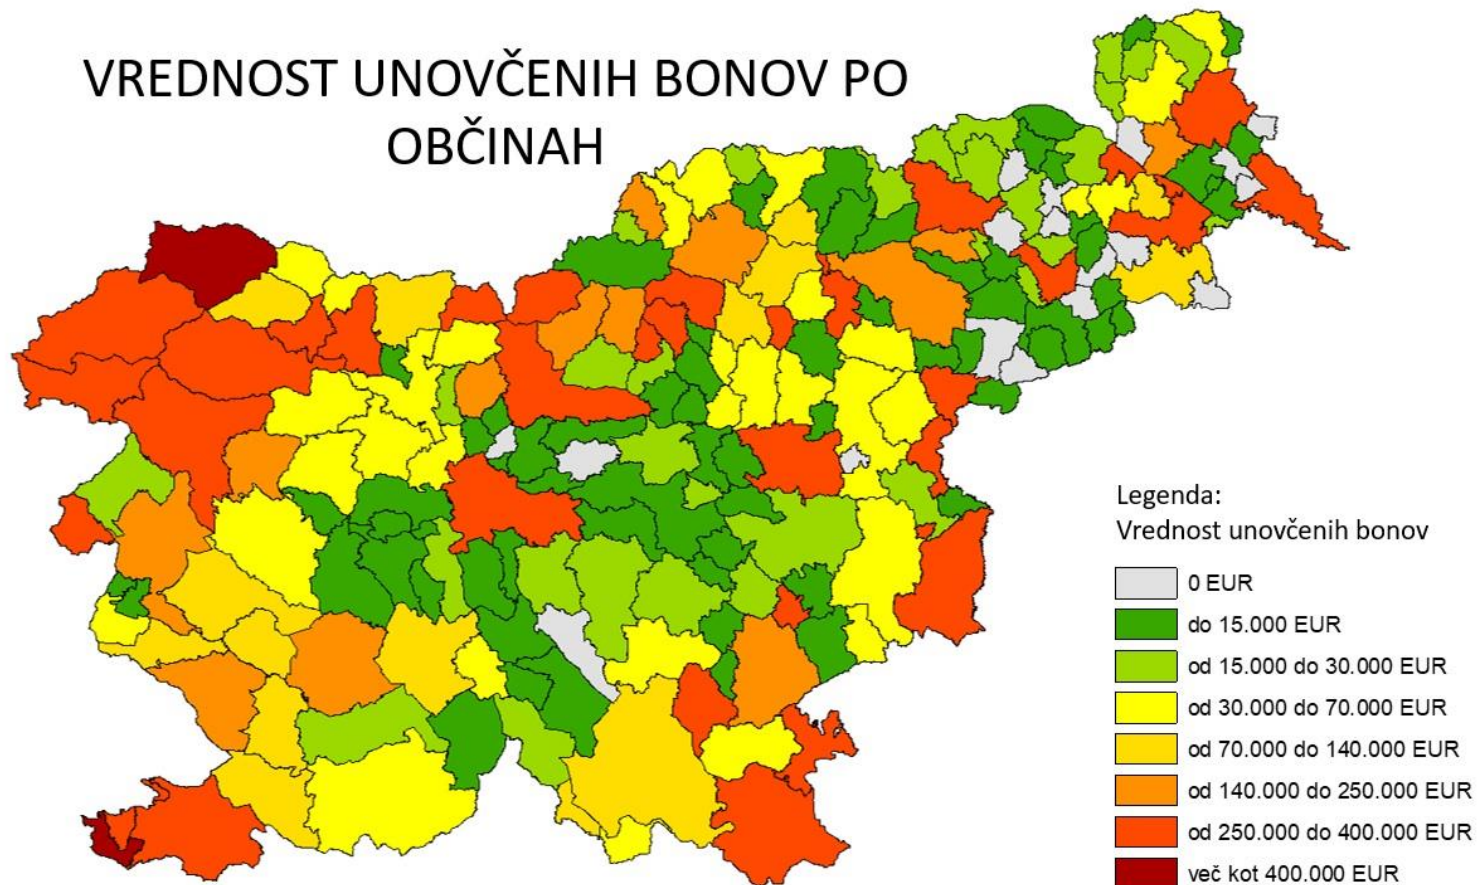 VREDNOST UNOVČENIH BONOV PO
OBČINAH
Legenda:
Vrednost unovčenih bonov
0 EUR
do 15.000 EUR
od 15.000 do 30.000 EUR
od 30.000 do 70.000 EUR
od 70.000 do 140.000 EUR
od 140.000 do 250.000 EUR
od 250.000 do 400.000 EUR
več kot 400.000 EUR